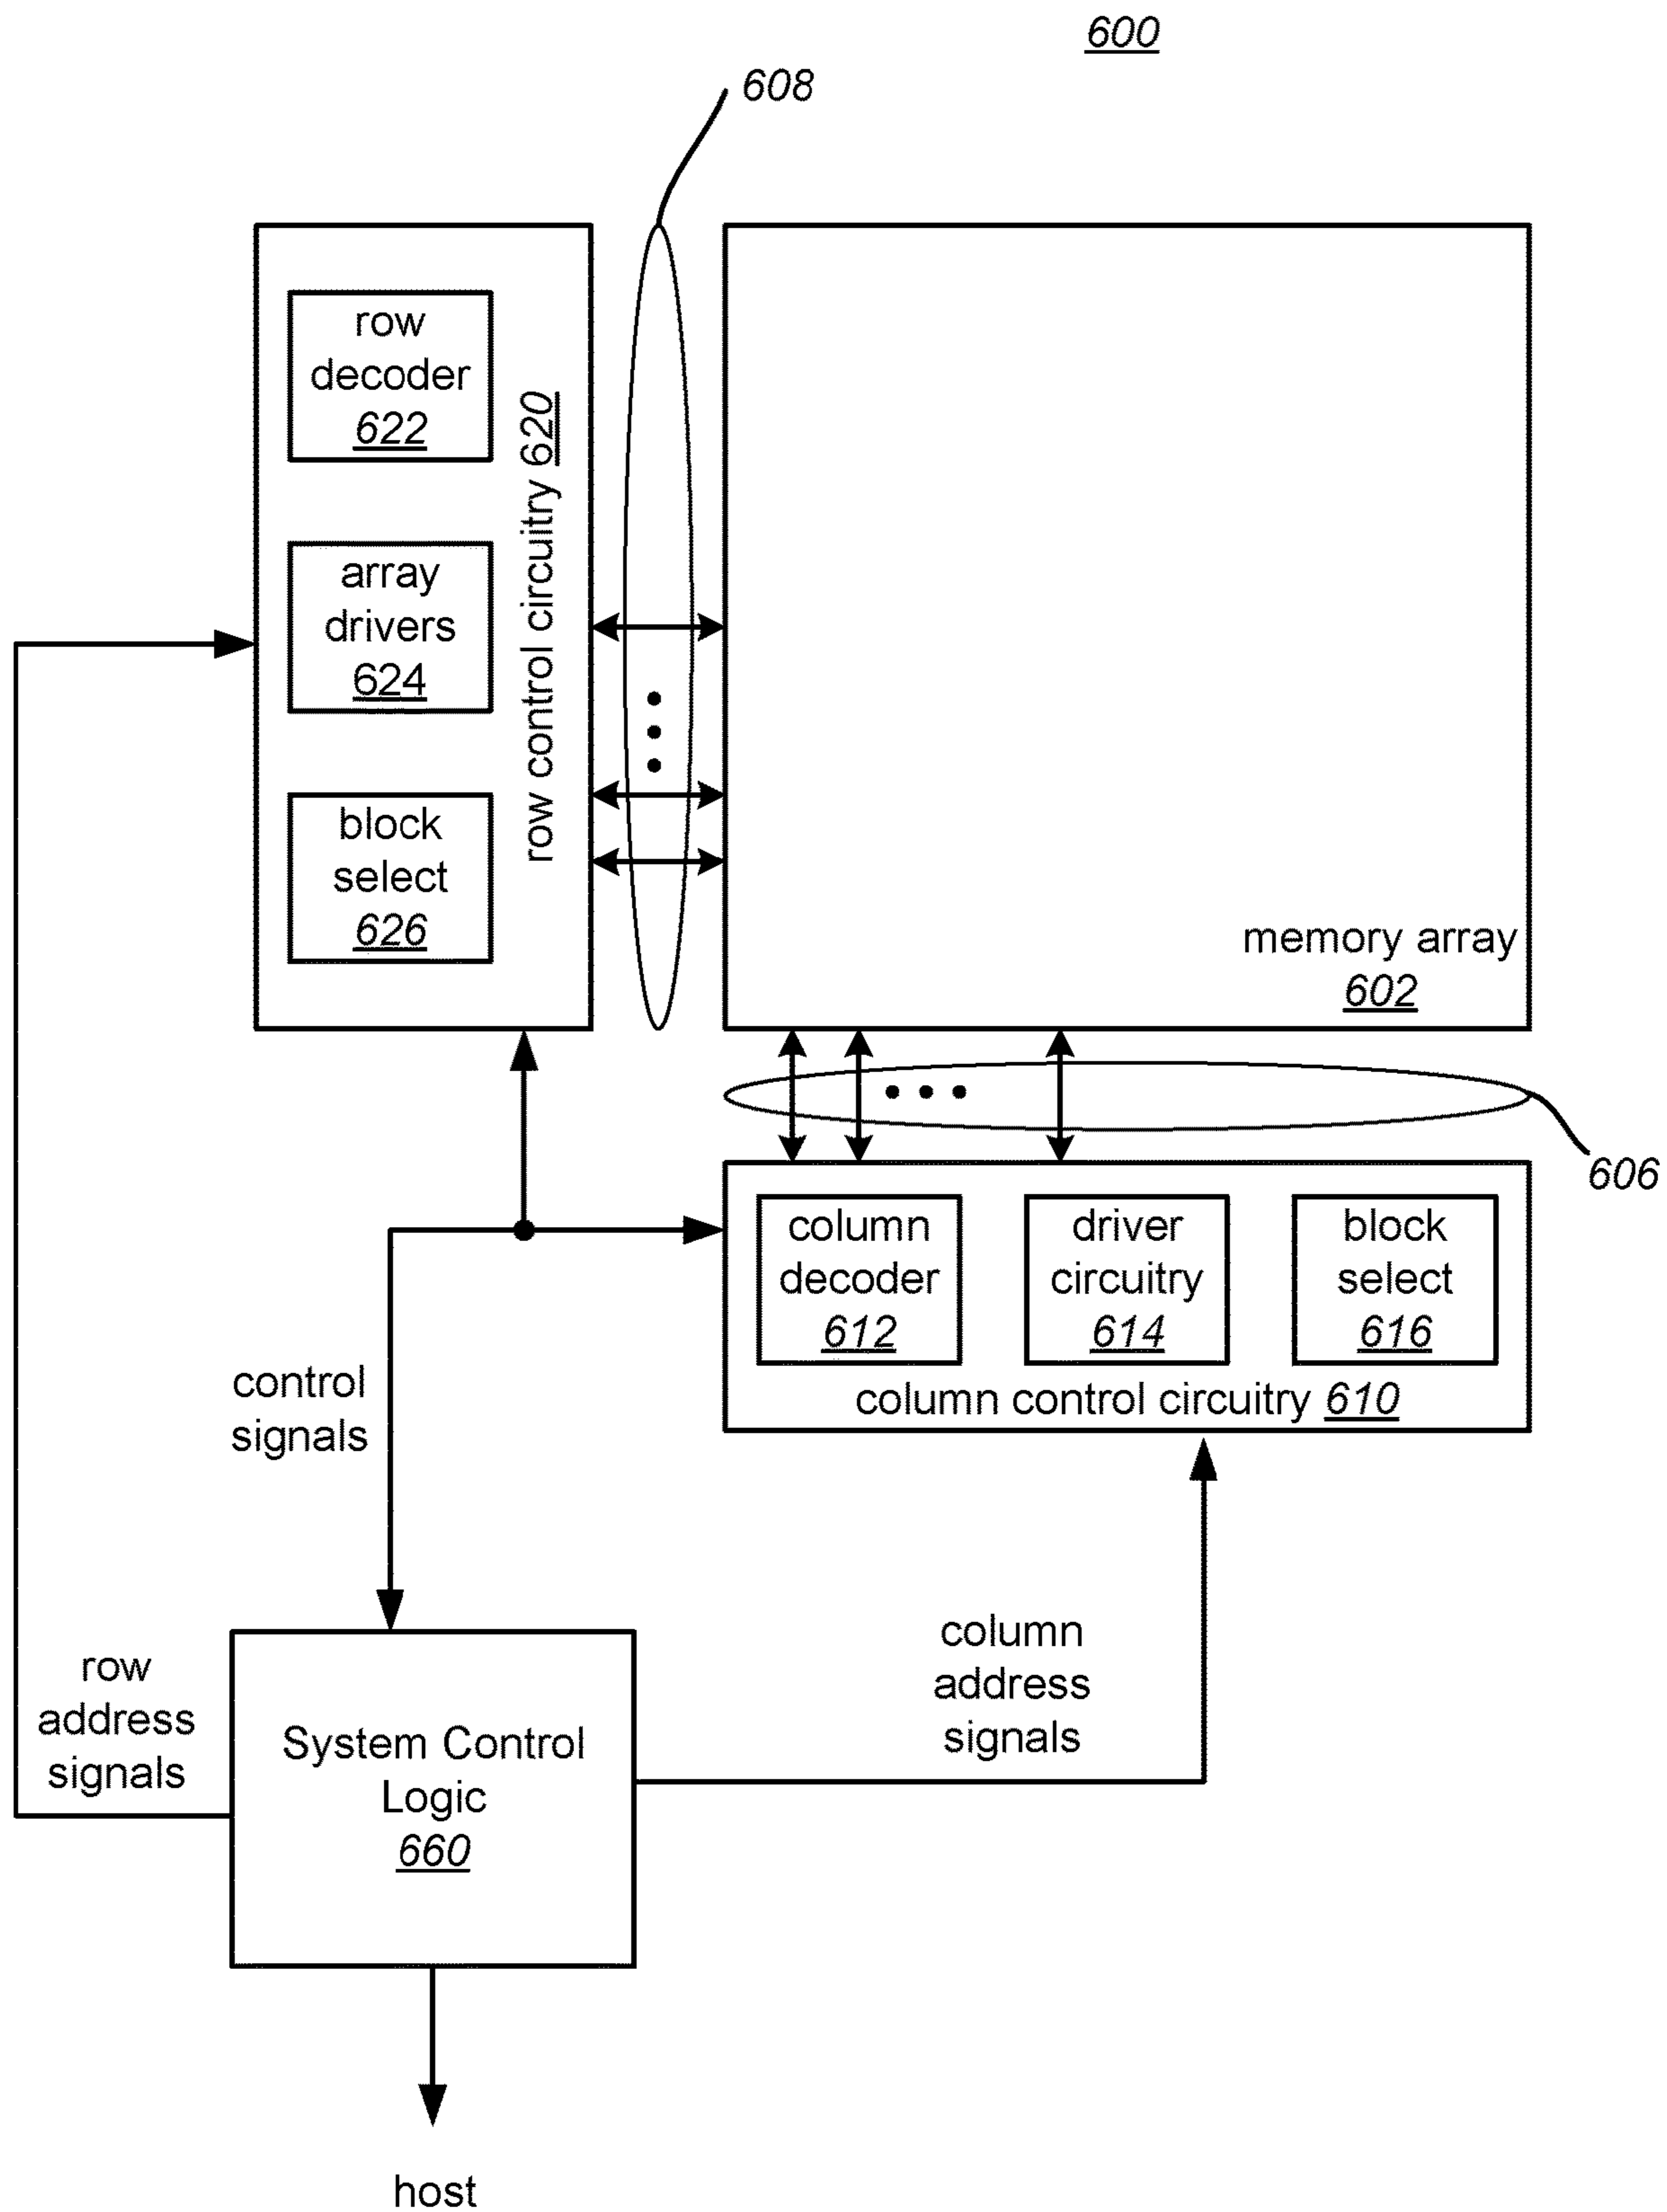 600
608
row
decoder
622
array
drivers
624
block
select
626
row control circuitry 620
memory array
602
606
column
decoder
612
driver
circuitry
614
block
select
616
column control circuitry 610
control
signals
row
address
signals
column
address
signals
System Control
Logic
660
host